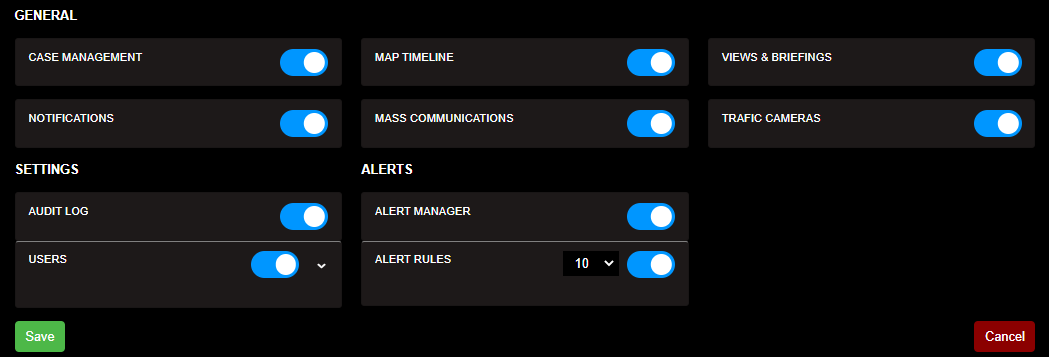 GENERAL
CASE MANAGEMENT
MAP TIMELINE
VIEWS & BRIEFINGS
NOTIFICATIONS
MASS COMMUNICATIONS
TRAFIC CAMERAS
SETTINGS
ALERTS
AUDIT LOG
ALERT MANAGER
USERS
ALERT RULES
10
Save
Cancel